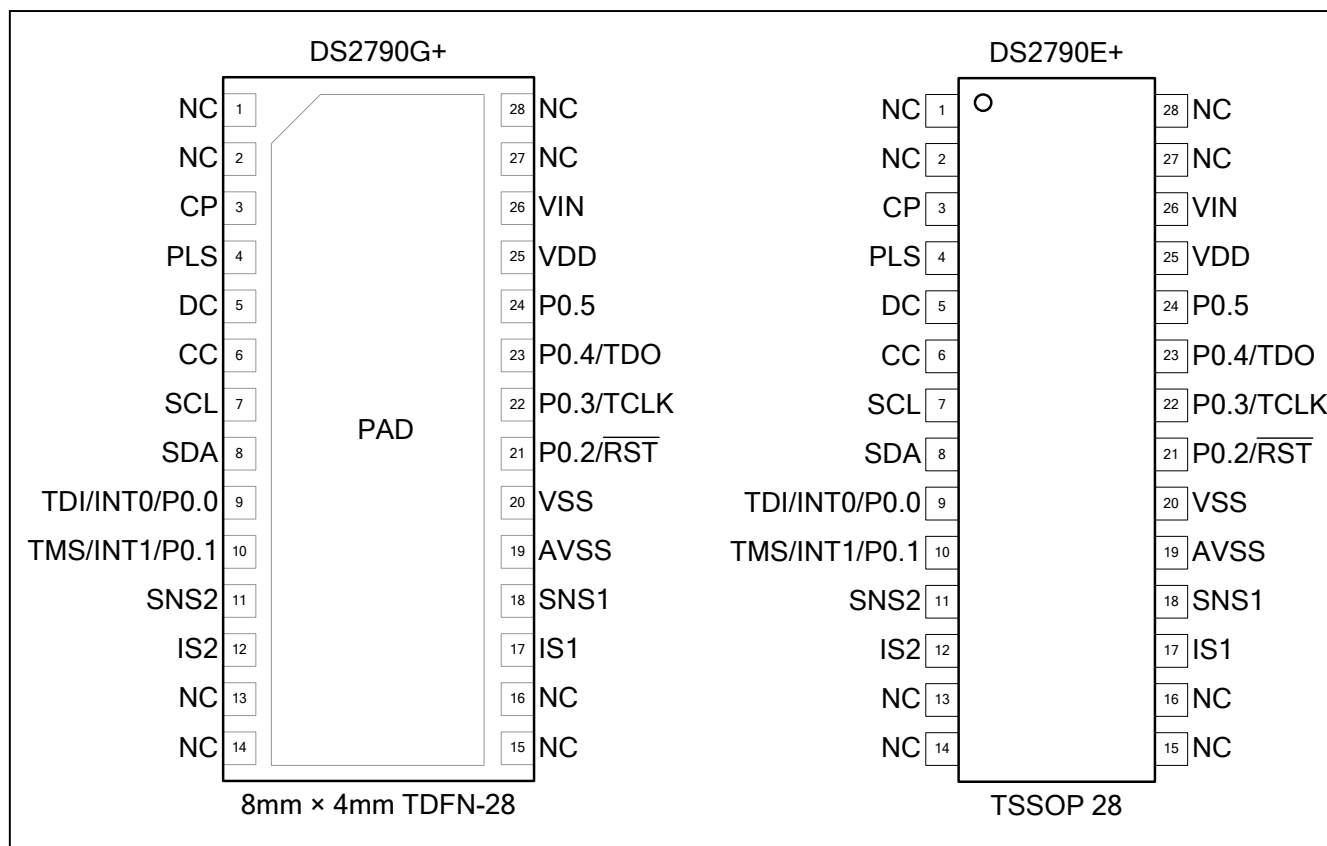 DS2790G+
NC 1
NC 2
CP 3
PLS 4
DC 5
CC 6
SCL 7
SDA 8
TDI/INT0/P0.0 9
TMS/INT1/P0.1 10
SNS2 11
IS2 12
NC 13
NC 14
PAD
28 NC
27 NC
26 VIN
25 VDD
24 P0.5
23 P0.4/TDO
22 P0.3/TCLK
21 P0.2/R̅S̅T̅
20 VSS
19 AVSS
18 SNS1
17 IS1
16 NC
15 NC
8mm × 4mm TDFN-28
DS2790E+
NC 1
NC 2
CP 3
PLS 4
DC 5
CC 6
SCL 7
SDA 8
TDI/INT0/P0.0 9
TMS/INT1/P0.1 10
SNS2 11
IS2 12
NC 13
NC 14
28 NC
27 NC
26 VIN
25 VDD
24 P0.5
23 P0.4/TDO
22 P0.3/TCLK
21 P0.2/R̅S̅T̅
20 VSS
19 AVSS
18 SNS1
17 IS1
16 NC
15 NC
TSSOP 28